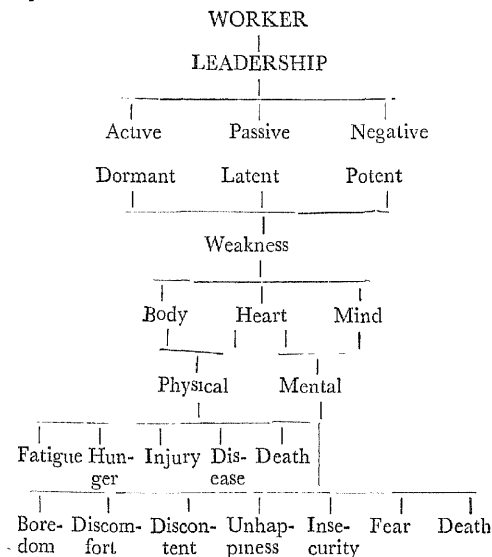 WORKER
LEADERSHIP
Active Passive Negative
Dormant Latent Potent
Weakness
Body Heart Mind
Physical Mental
Fatigue Hun- Injury Dis- Death
ger ease
Bore- Discom- Discon- Unhap- Inse- Fear Death
dom fort tent piness curity